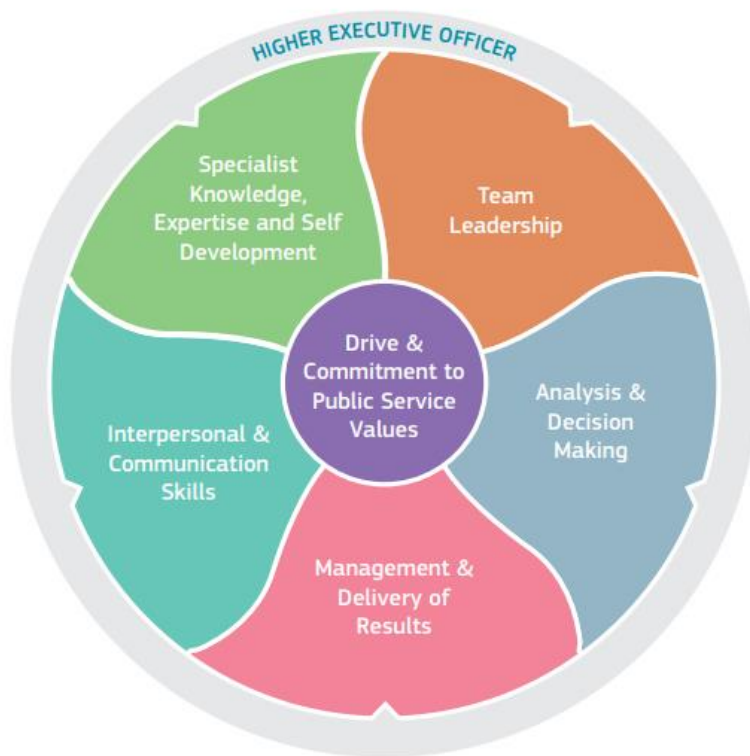 HIGHER EXECUTIVE OFFICER
Specialist
Knowledge,
Expertise and Self
Development
Team
Leadership
Drive &
Commitment to
Public Service
Values
Analysis &
Decision
Making
Interpersonal &
Communication
Skills
Management &
Delivery of
Results